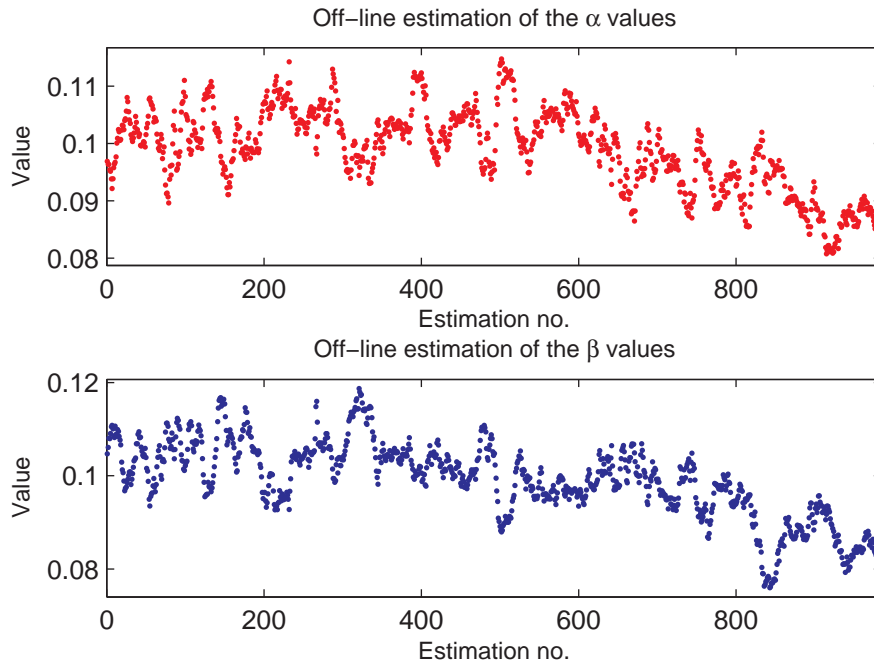 Off−line estimation of the α values
Value
0.11
0.1
0.09
0.08
0 200 400 600 800
Estimation no.
Off−line estimation of the β values
Value
0.12
0.1
0.08
0 200 400 600 800
Estimation no.